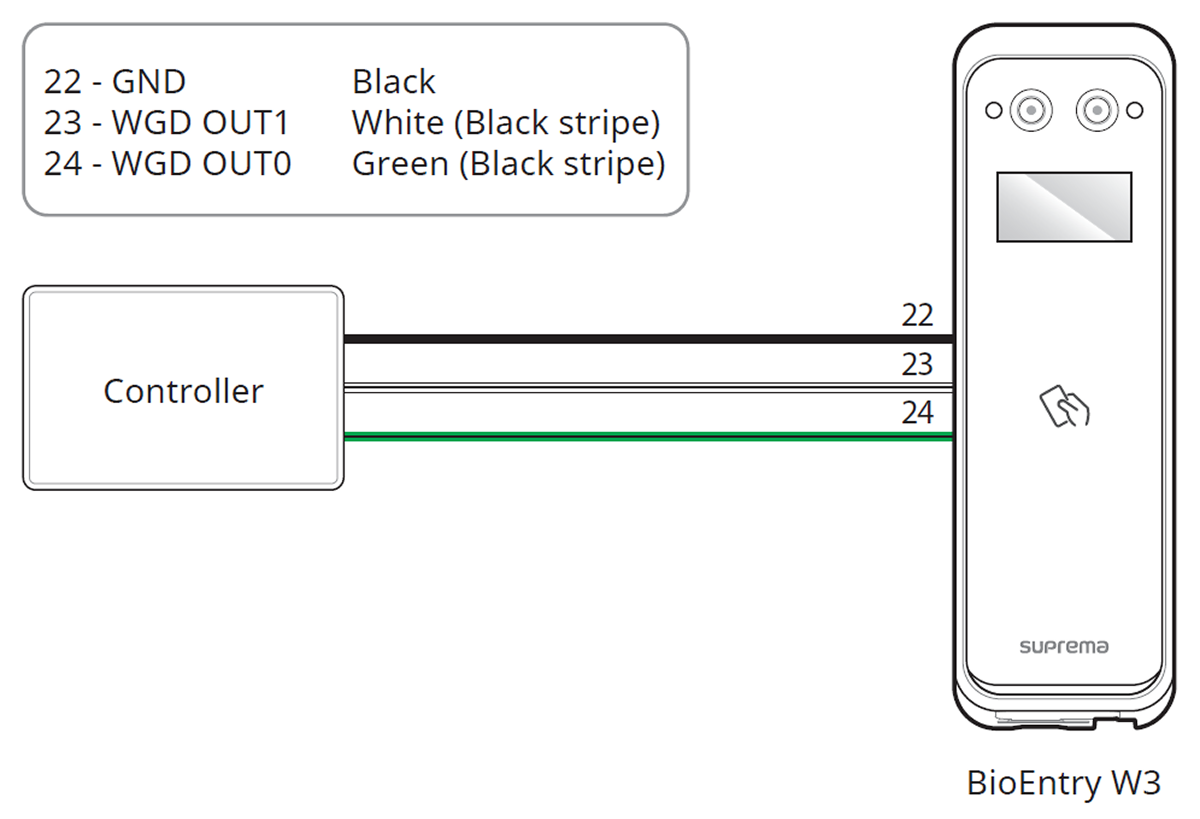 22 - GND Black
23 - WGD OUT1 White (Black stripe)
24 - WGD OUT0 Green (Black stripe)
22
23
Controller
24
suprema
BioEntry W3